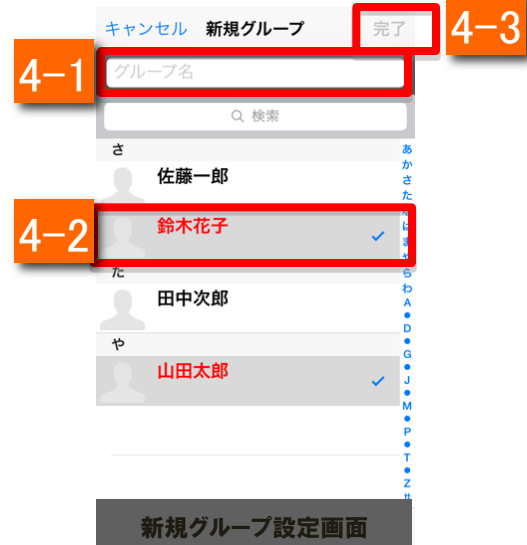 キャンセル 新規グループ 完了 4-3
4-1 グループ名
検索
さ
佐藤一郎
4-2 鈴木花子
た
田中次郎
や
山田太郎
あ
か
さ
た
は
ま
や
ら
わ
A
●
D
●
G
●
J
●
M
●
P
●
T
●
Z
#
新規グループ設定画面